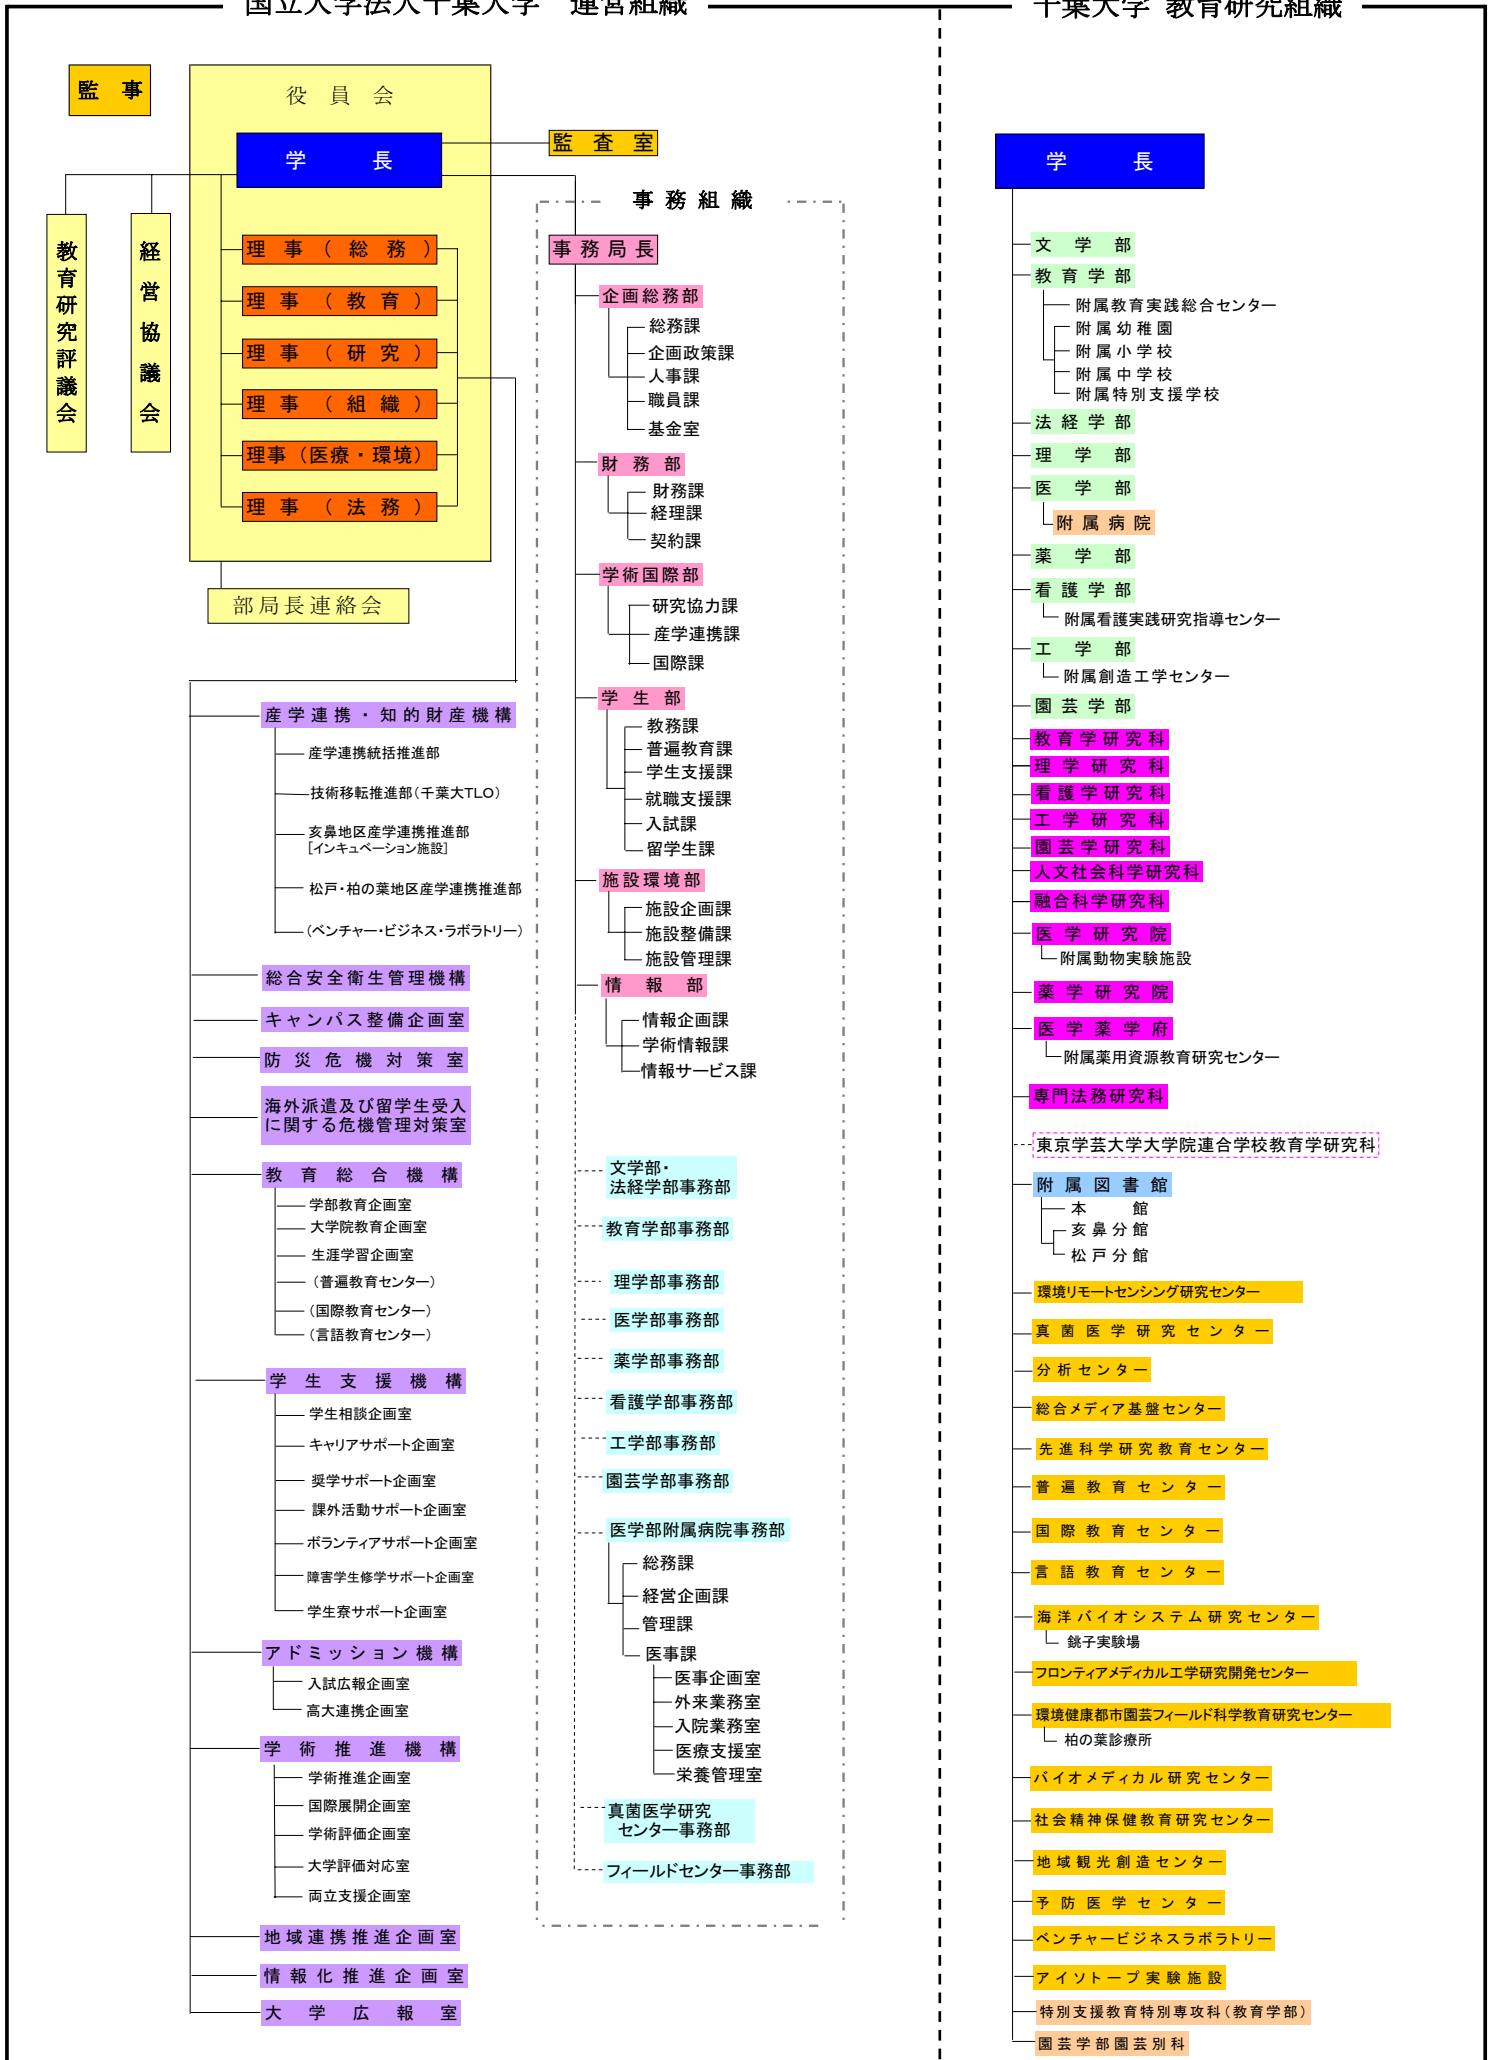 国立大学法人千葉大学　運営組織
監　事
役　員　会
学　長
監　査　室
教育研究評議会
経営協議会
理　事　（　総　務　）
理　事　（　教　育　）
理　事　（　研　究　）
理　事　（　組　織　）
理事（医療・環境）
理　事　（　法　務　）
部局長連絡会
産学連携・知的財産機構
産学連携統括推進部
技術移転推進部（千葉大TLO）
亥鼻地区産学連携推進部
[インキュベーション施設]
松戸・柏の葉地区産学連携推進部
（ベンチャー・ビジネス・ラボラトリー）
総合安全衛生管理機構
キャンパス整備企画室
防災危機対策室
海外派遣及び留学生受入
に関する危機管理対策室
教育総合機構
学部教育企画室
大学院教育企画室
生涯学習企画室
（普遍教育センター）
（国際教育センター）
（言語教育センター）
学生支援機構
学生相談企画室
キャリアサポート企画室
奨学サポート企画室
課外活動サポート企画室
ボランティアサポート企画室
障害学生修学サポート企画室
学生寮サポート企画室
アドミッション機構
入試広報企画室
高大連携企画室
学術推進機構
学術推進企画室
国際展開企画室
学術評価企画室
大学評価対応室
両立支援企画室
地域連携推進企画室
情報化推進企画室
大学広報室
事務組織
事務局長
企画総務部
総務課
企画政策課
人事課
職員課
基金室
財務部
財務課
経理課
契約課
学術国際部
研究協力課
産学連携課
国際課
学生部
教務課
普遍教育課
学生支援課
就職支援課
入試課
留学生課
施設環境部
施設企画課
施設整備課
施設管理課
情報部
情報企画課
学術情報課
情報サービス課
文学部・
法経学部事務部
教育学部事務部
理学部事務部
医学部事務部
薬学部事務部
看護学部事務部
工学部事務部
園芸学部事務部
医学部附属病院事務部
総務課
経営企画課
管理課
医事課
医事企画室
外来業務室
入院業務室
医療支援室
栄養管理室
真菌医学研究
センター事務部
フィールドセンター事務部
千葉大学 教育研究組織
学　長
文学部
教育学部
附属教育実践総合センター
附属幼稚園
附属小学校
附属中学校
附属特別支援学校
法経学部
理学部
医学部
附属病院
薬学部
看護学部
附属看護実践研究指導センター
工学部
附属創造工学センター
園芸学部
教育学研究科
理学研究科
看護学研究科
工学研究科
園芸学研究科
人文社会科学研究科
融合科学研究科
医学研究院
附属動物実験施設
薬学研究院
医学薬学府
附属薬用資源教育研究センター
専門法務研究科
東京学芸大学大学院連合学校教育学研究科
附属図書館
本　館
亥鼻分館
松戸分館
環境リモートセンシング研究センター
真菌医学研究センター
分析センター
総合メディア基盤センター
先進科学研究教育センター
普遍教育センター
国際教育センター
言語教育センター
海洋バイオシステム研究センター
銚子実験場
フロンティアメディカル工学研究開発センター
環境健康都市園芸フィールド科学教育研究センター
柏の葉診療所
バイオメディカル研究センター
社会精神保健教育研究センター
地域観光創造センター
予防医学センター
ベンチャービジネスラボラトリー
アイソトープ実験施設
特別支援教育特別専攻科（教育学部）
園芸学部園芸別科